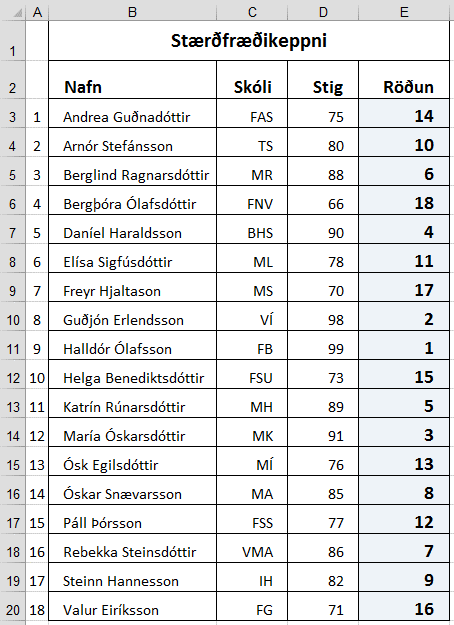 A B C D E
1 Stærðfræðikeppni
2 Nafn Skóli Stig Röðun
3 1 Andrea Guðnadóttir FAS 75 14
4 2 Arnór Stefánsson TS 80 10
5 3 Berglind Ragnarsdóttir MR 88 6
6 4 Bergþóra Ólafsdóttir FNV 66 18
7 5 Daníel Haraldsson BHS 90 4
8 6 Elísa Sigfúsdóttir ML 78 11
9 7 Freyr Hjaltason MS 70 17
10 8 Guðjón Erlendsson VÍ 98 2
11 9 Halldór Ólafsson FB 99 1
12 10 Helga Benediktsdóttir FSU 73 15
13 11 Katrín Rúnarsdóttir MH 89 5
14 12 María Óskarsdóttir MK 91 3
15 13 Ósk Egilsdóttir MÍ 76 13
16 14 Óskar Snævarsson MA 85 8
17 15 Páll Þórsson FSS 77 12
18 16 Rebekka Steinsdóttir VMA 86 7
19 17 Steinn Hannesson IH 82 9
20 18 Valur Eiríksson FG 71 16